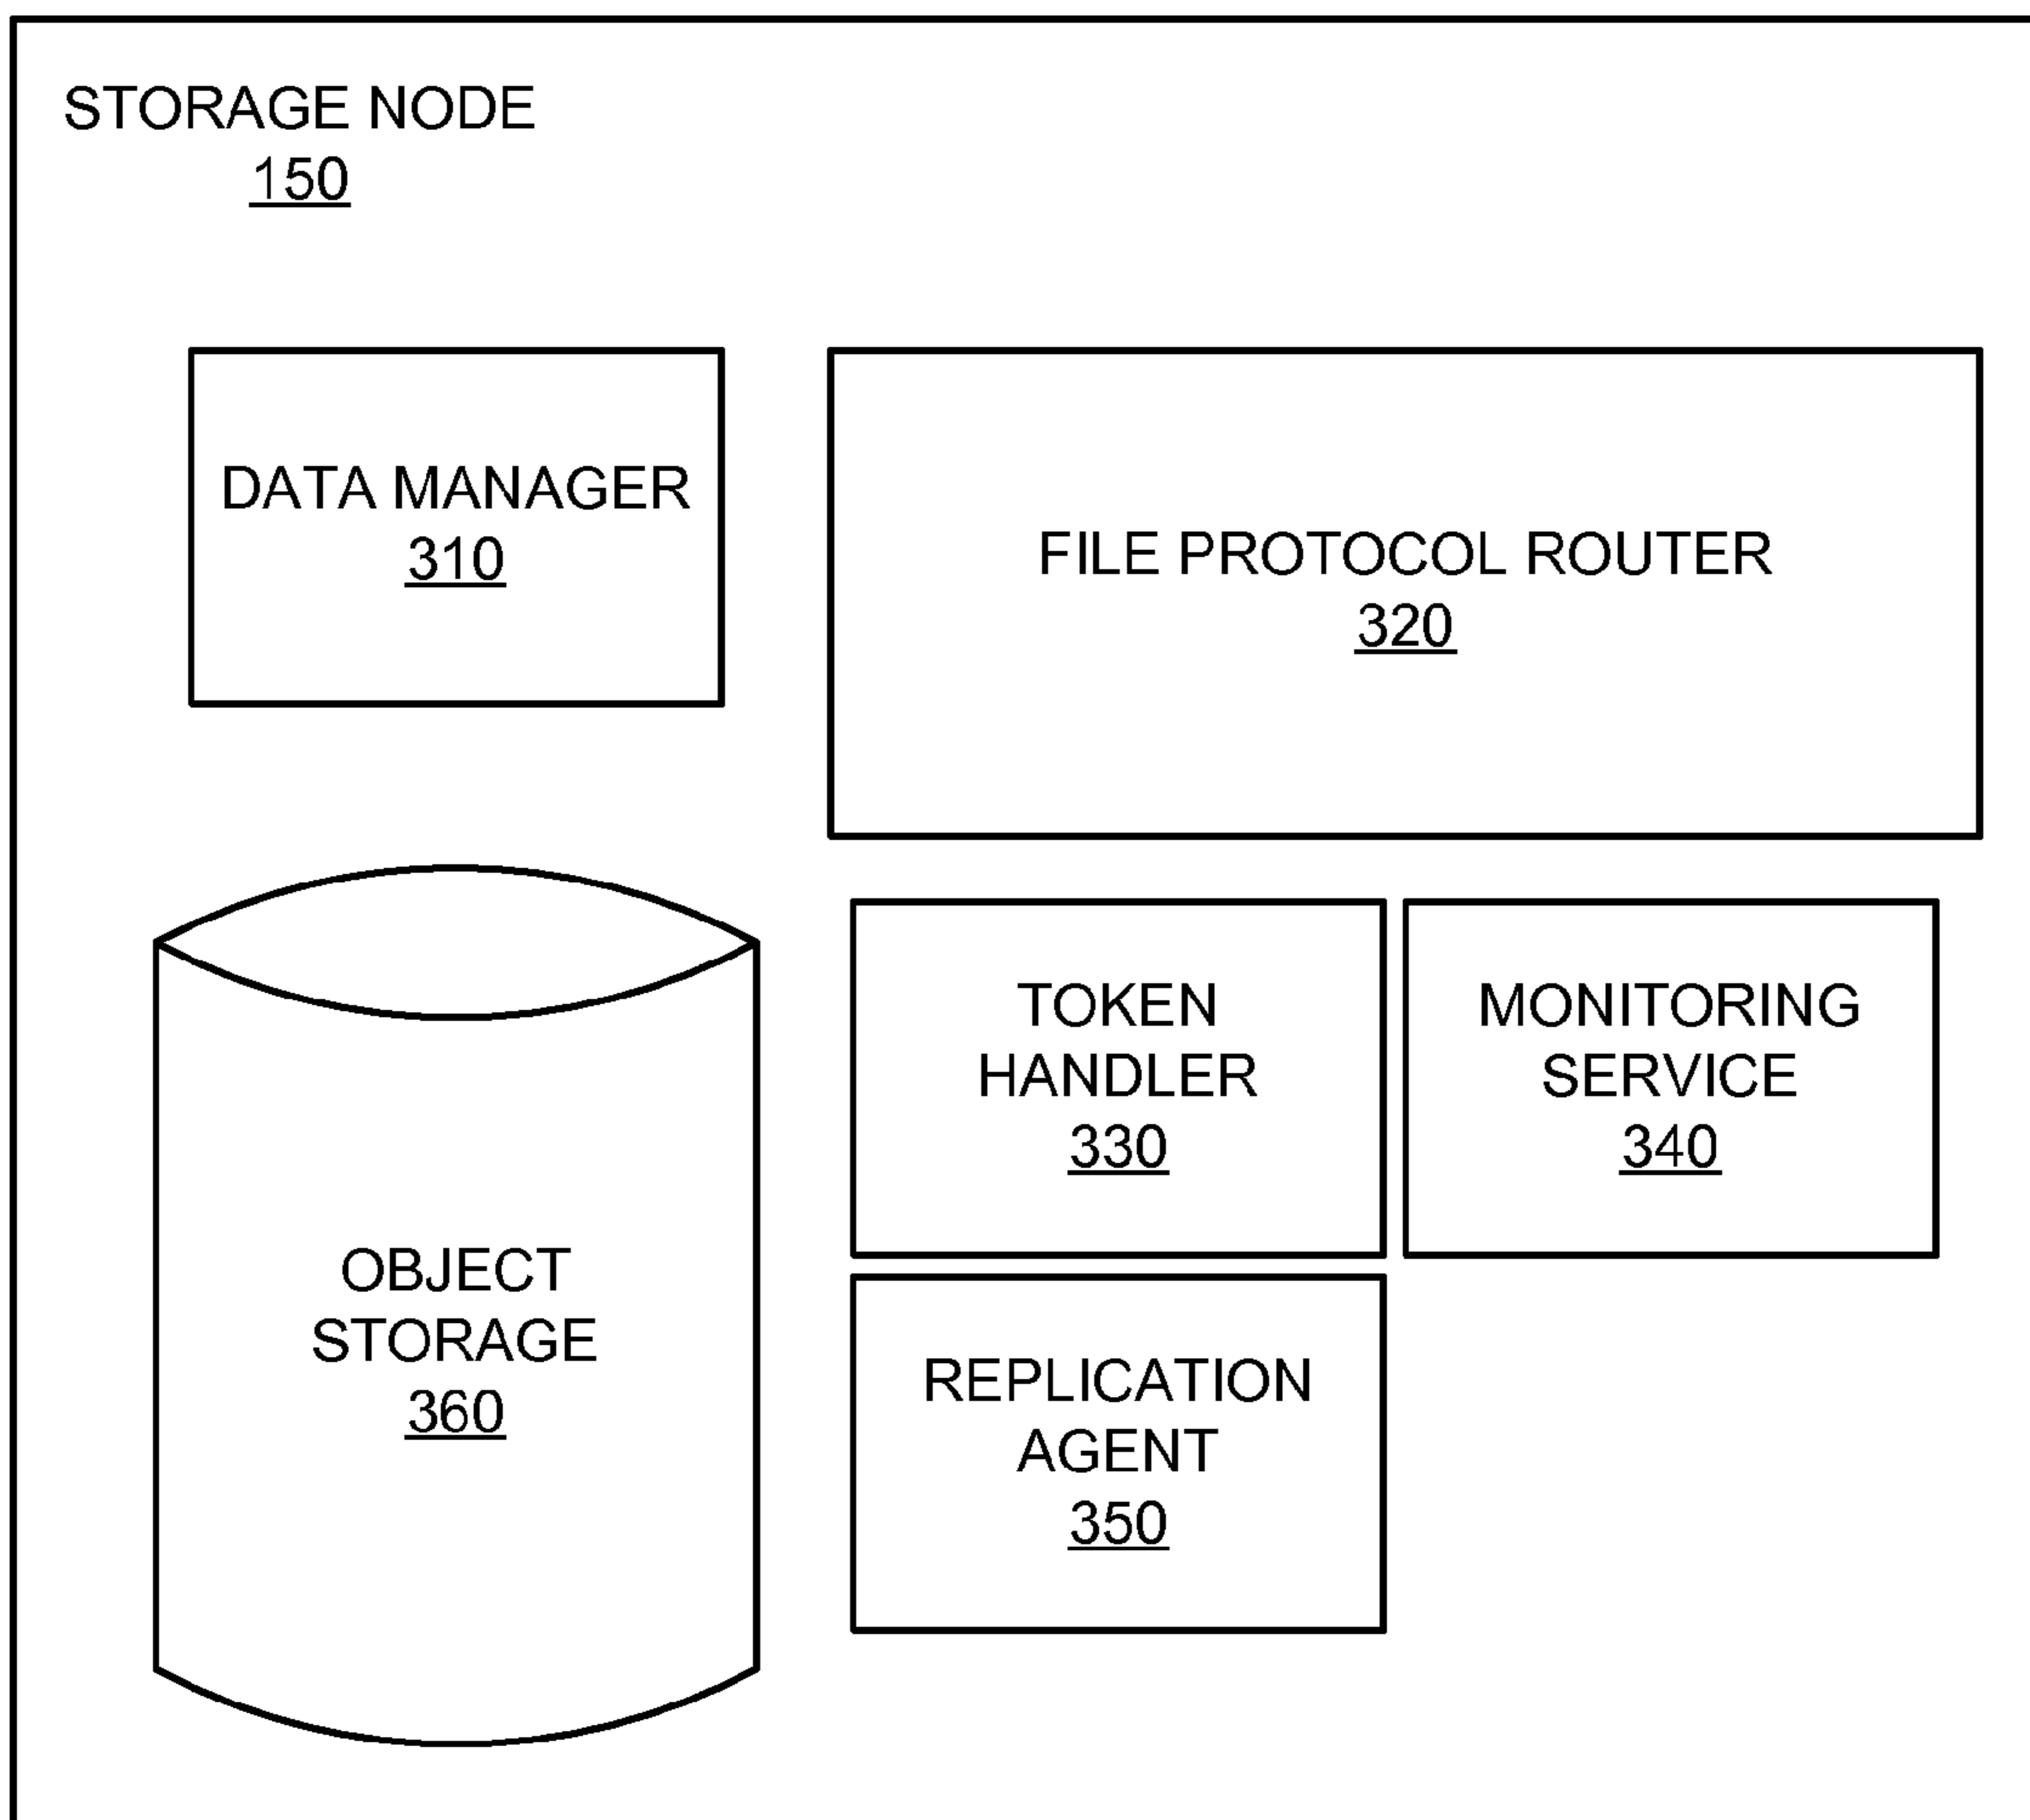 STORAGE NODE
150
DATA MANAGER
310
FILE PROTOCOL ROUTER
320
TOKEN
HANDLER
330
MONITORING
SERVICE
340
OBJECT
STORAGE
360
REPLICATION
AGENT
350